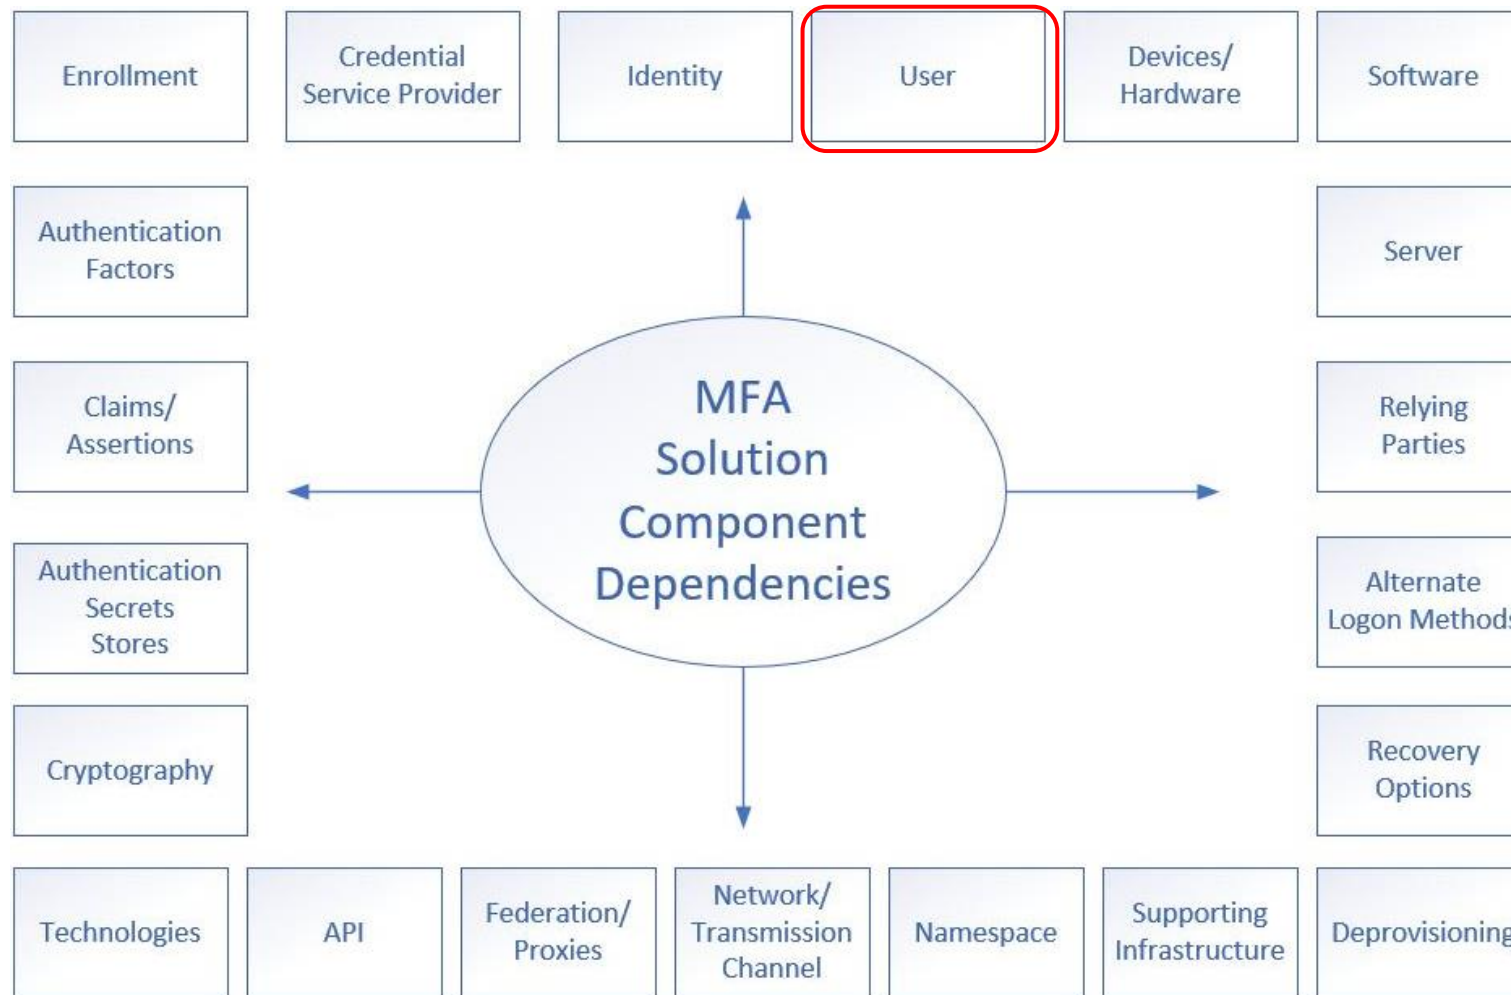 Enrollment
Credential
Service Provider
Identity
User
Devices/
Hardware
Software
Authentication
Factors
Server
Claims/
Assertions
MFA
Solution
Component
Dependencies
Relying
Parties
Authentication
Secrets
Stores
Alternate
Logon Methods
Cryptography
Recovery
Options
Technologies
API
Federation/
Proxies
Network/
Transmission
Channel
Namespace
Supporting
Infrastructure
Deprovisioning